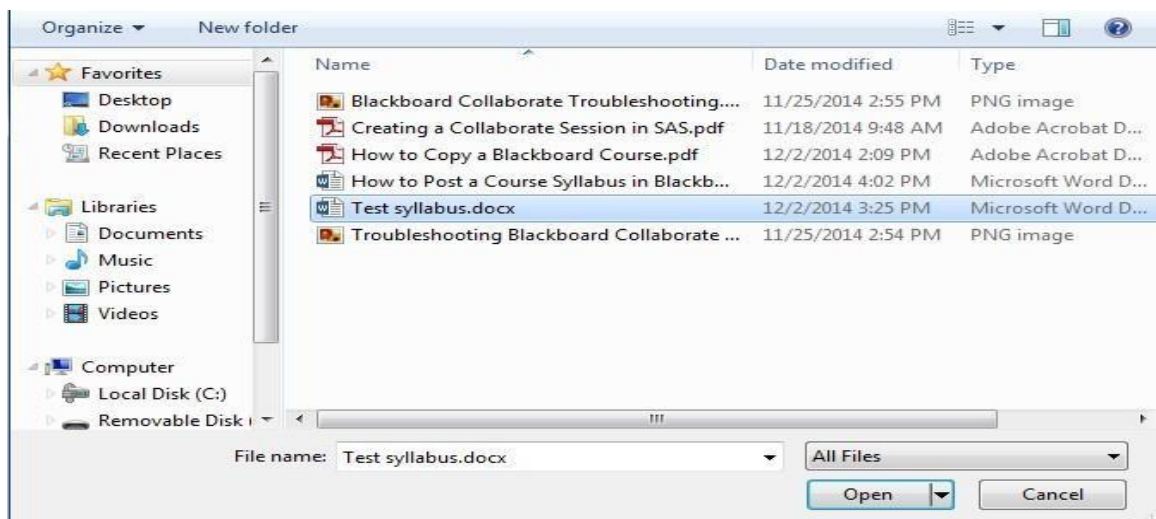 Organize New folder
Name Date modified Type
Favorites
Desktop
Downloads
Recent Places
Libraries
Documents
Music
Pictures
Videos
Computer
Local Disk (C:)
Removable Disk (
Blackboard Collaborate Troubleshooting.... 11/25/2014 2:55 PM PNG image
Creating a Collaborate Session in SAS.pdf 11/18/2014 9:48 AM Adobe Acrobat D...
How to Copy a Blackboard Course.pdf 12/2/2014 2:09 PM Adobe Acrobat D...
How to Post a Course Syllabus in Blackb... 12/2/2014 4:02 PM Microsoft Word D...
Test syllabus.docx 12/2/2014 3:25 PM Microsoft Word D...
Troubleshooting Blackboard Collaborate ... 11/25/2014 2:54 PM PNG image
File name: Test syllabus.docx All Files
Open Cancel